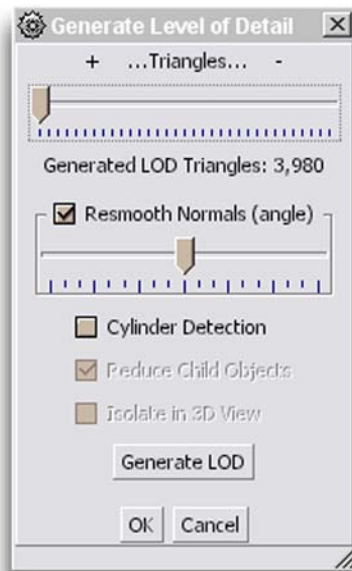 Generate Level of Detail
+ ...Triangles... -
Generated LOD Triangles: 3,980
Resmooth Normals (angle)
Cylinder Detection
Reduce Child Objects
Isolate in 3D View
Generate LOD
OK Cancel